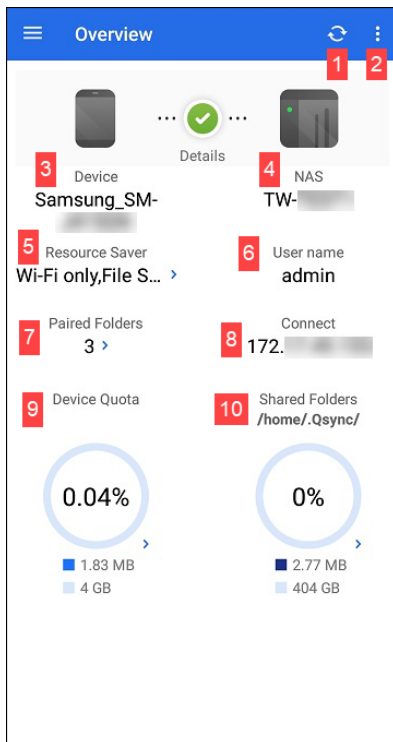 Overview
1
2
Details
3
Device
Samsung_SM-
4
NAS
TW-
5
Resource Saver
Wi-Fi only,File S...
6
User name
admin
7
Paired Folders
3
8
Connect
172.
9
Device Quota
0.04%
1.83 MB
4 GB
10
Shared Folders
/home/.Qsync/
0%
2.77 MB
404 GB